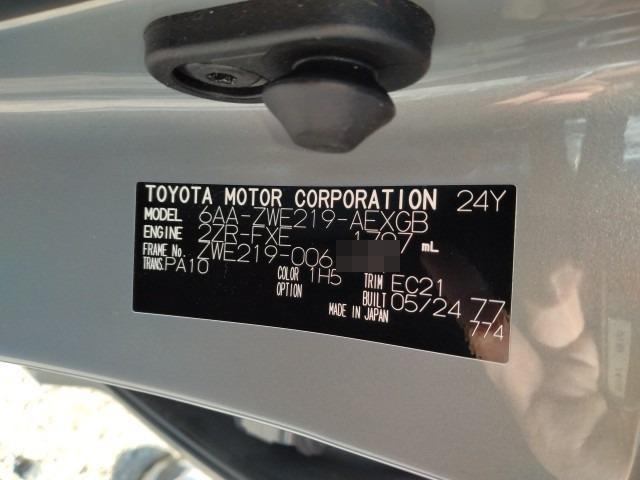 TOYOTA MOTOR CORPORATION 24Y
MODEL 6AA-ZWE219-AEXGB
ENGINE 2ZR-FXE 1797 mL
FRAME No. ZWE219-006
TRANS. PA10 COLOR 1H5 TRIM EC21
OPTION BUILT 05/24 77
MADE IN JAPAN 774